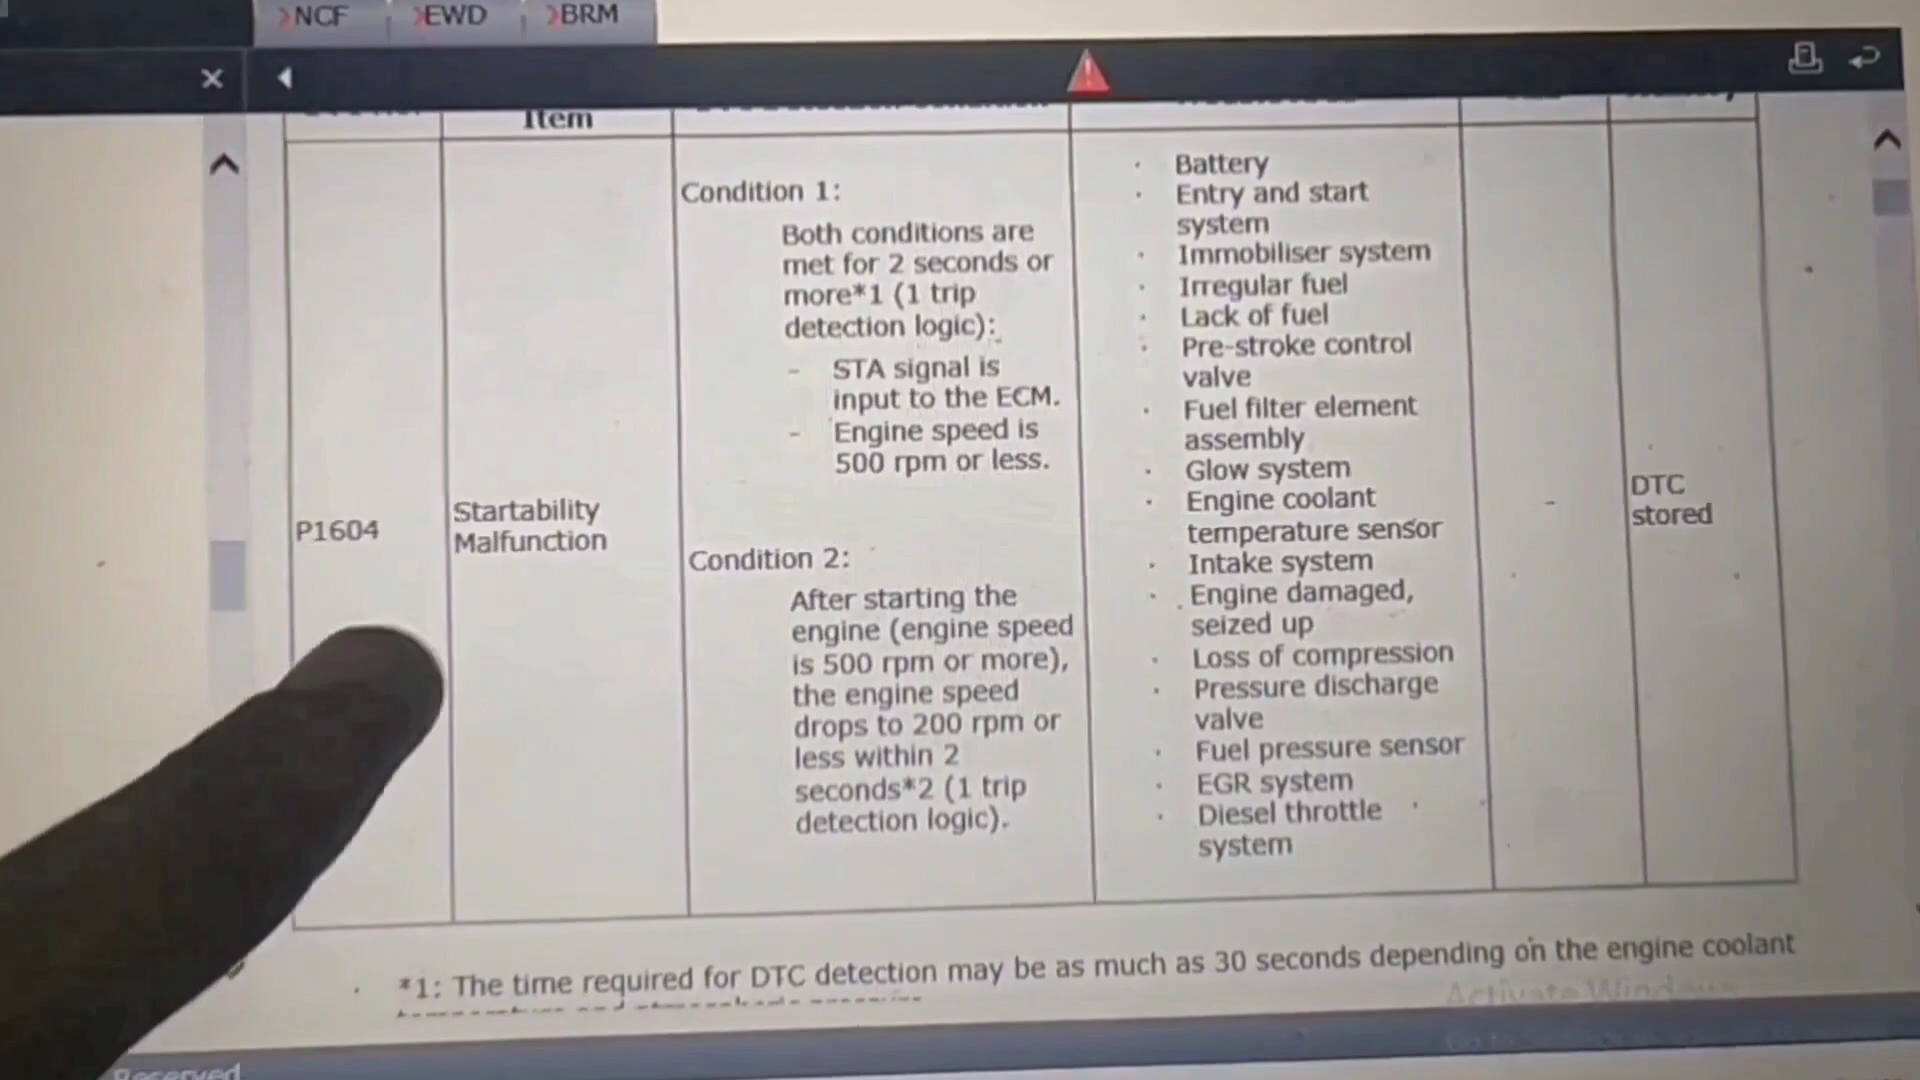 NCF
EWD
BRM
Item
P1604
Startability
Malfunction
Condition 1:
Both conditions are
met for 2 seconds or
more*1 (1 trip
detection logic):
- STA signal is
input to the ECM.
- Engine speed is
500 rpm or less.
Condition 2:
After starting the
engine (engine speed
is 500 rpm or more),
the engine speed
drops to 200 rpm or
less within 2
seconds*2 (1 trip
detection logic).
· Battery
· Entry and start
system
· Immobiliser system
· Irregular fuel
· Lack of fuel
· Pre-stroke control
valve
· Fuel filter element
assembly
· Glow system
· Engine coolant
temperature sensor
· Intake system
· Engine damaged,
seized up
· Loss of compression
· Pressure discharge
valve
· Fuel pressure sensor
· EGR system
· Diesel throttle
system
-
DTC
stored
· *1: The time required for DTC detection may be as much as 30 seconds depending on the engine coolant
Activate Windows
Reserved